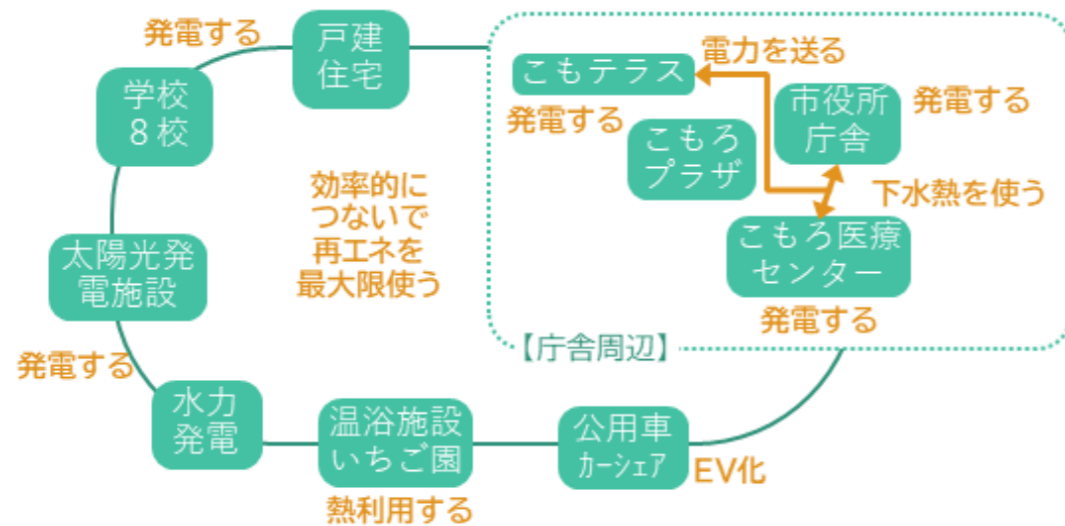 発電する
戸建
住宅
学校
8校
太陽光発
電施設
発電する
水力
発電
温浴施設
いちご園
熱利用する
公用車
カーシェア
EV化
効率的に
つないで
再エネを
最大限使う
こもテラス
発電する
電力を送る
こもろ
プラザ
市役所
庁舎
発電する
下水熱を使う
こもろ医療
センター
発電する
【庁舎周辺】